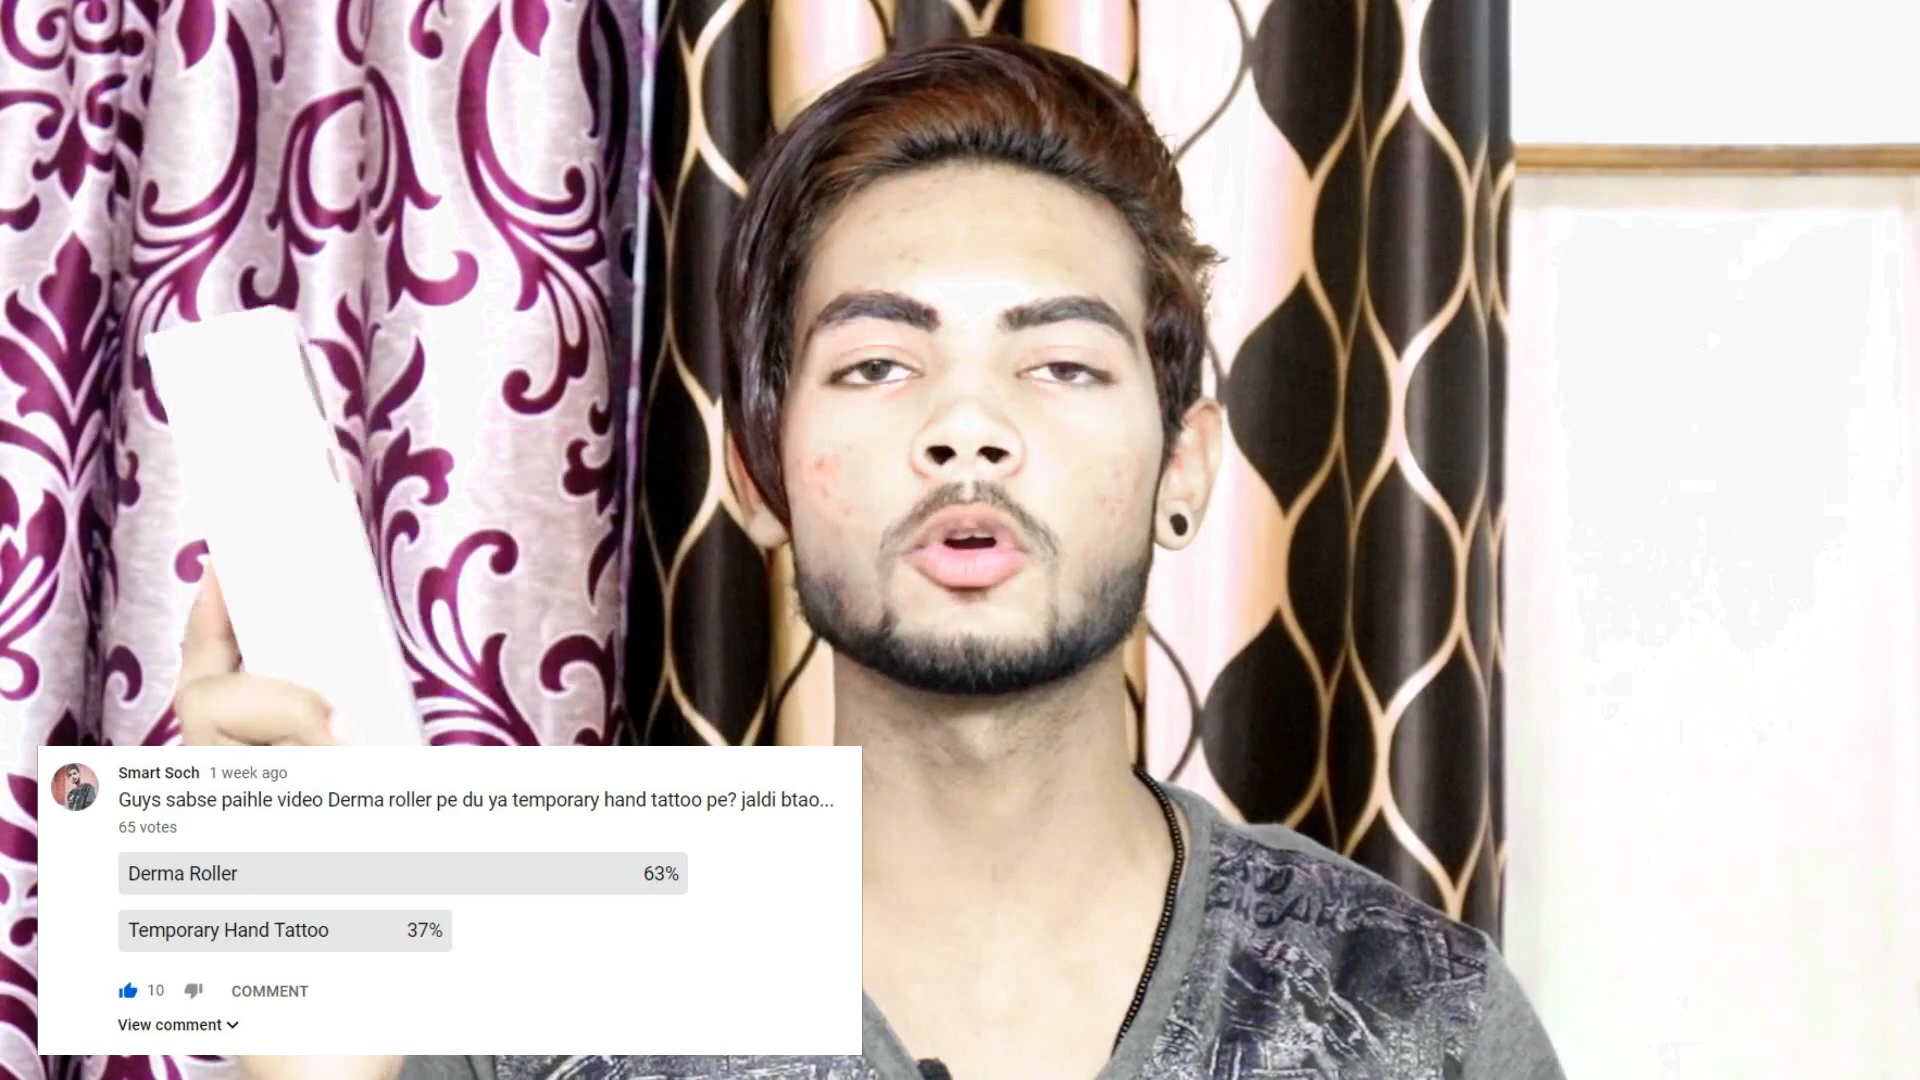 Smart Soch 1 week ago
Guys sabse paihle video Derma roller pe du ya temporary hand tattoo pe? jaldi btao...
65 votes
Derma Roller 63%
Temporary Hand Tattoo 37%
10 COMMENT
View comment